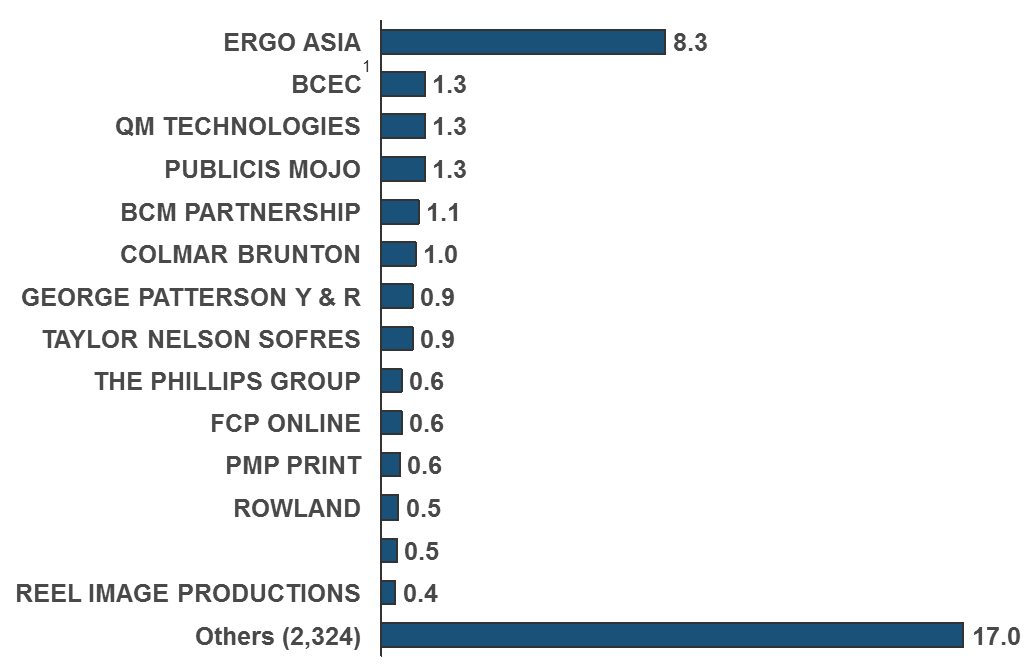 ERGO ASIA 8.3
BCEC 1 1.3
QM TECHNOLOGIES 1.3
PUBLICIS MOJO 1.3
BCM PARTNERSHIP 1.1
COLMAR BRUNTON 1.0
GEORGE PATTERSON Y & R 0.9
TAYLOR NELSON SOFRES 0.9
THE PHILLIPS GROUP 0.6
FCP ONLINE 0.6
PMP PRINT 0.6
ROWLAND 0.5
0.5
REEL IMAGE PRODUCTIONS 0.4
Others (2,324) 17.0